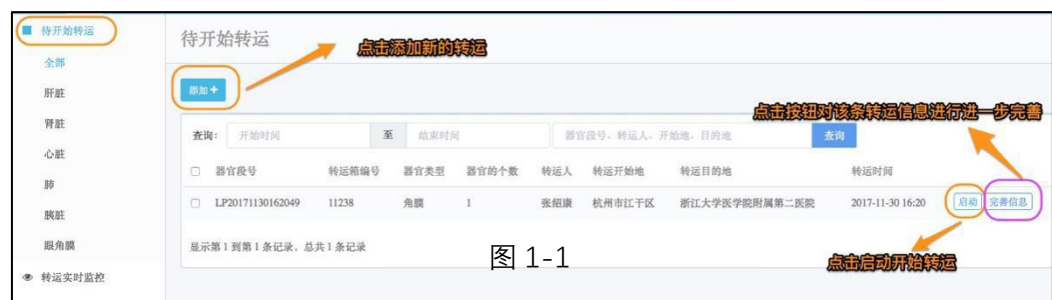 待开始转运
全部
肝脏
肾脏
心脏
肺
胰脏
眼角膜
转运实时监控
待开始转运
点击添加新的转运
添加+
点击按钮对该条转运信息进行进一步完善
查询: 开始时间 至 结束时间 器官段号、转运人、开始地、目的地 查询
器官段号 转运箱编号 器官类型 器官的个数 转运人 转运开始地 转运目的地 转运时间
LP20171130162049 11238 角膜 1 张绍康 杭州市江干区 浙江大学医学院附属第二医院 2017-11-30 16:20 启动 完善信息
显示第 1 到第 1 条记录, 总共 1 条记录
图 1-1
点击启动开始转运